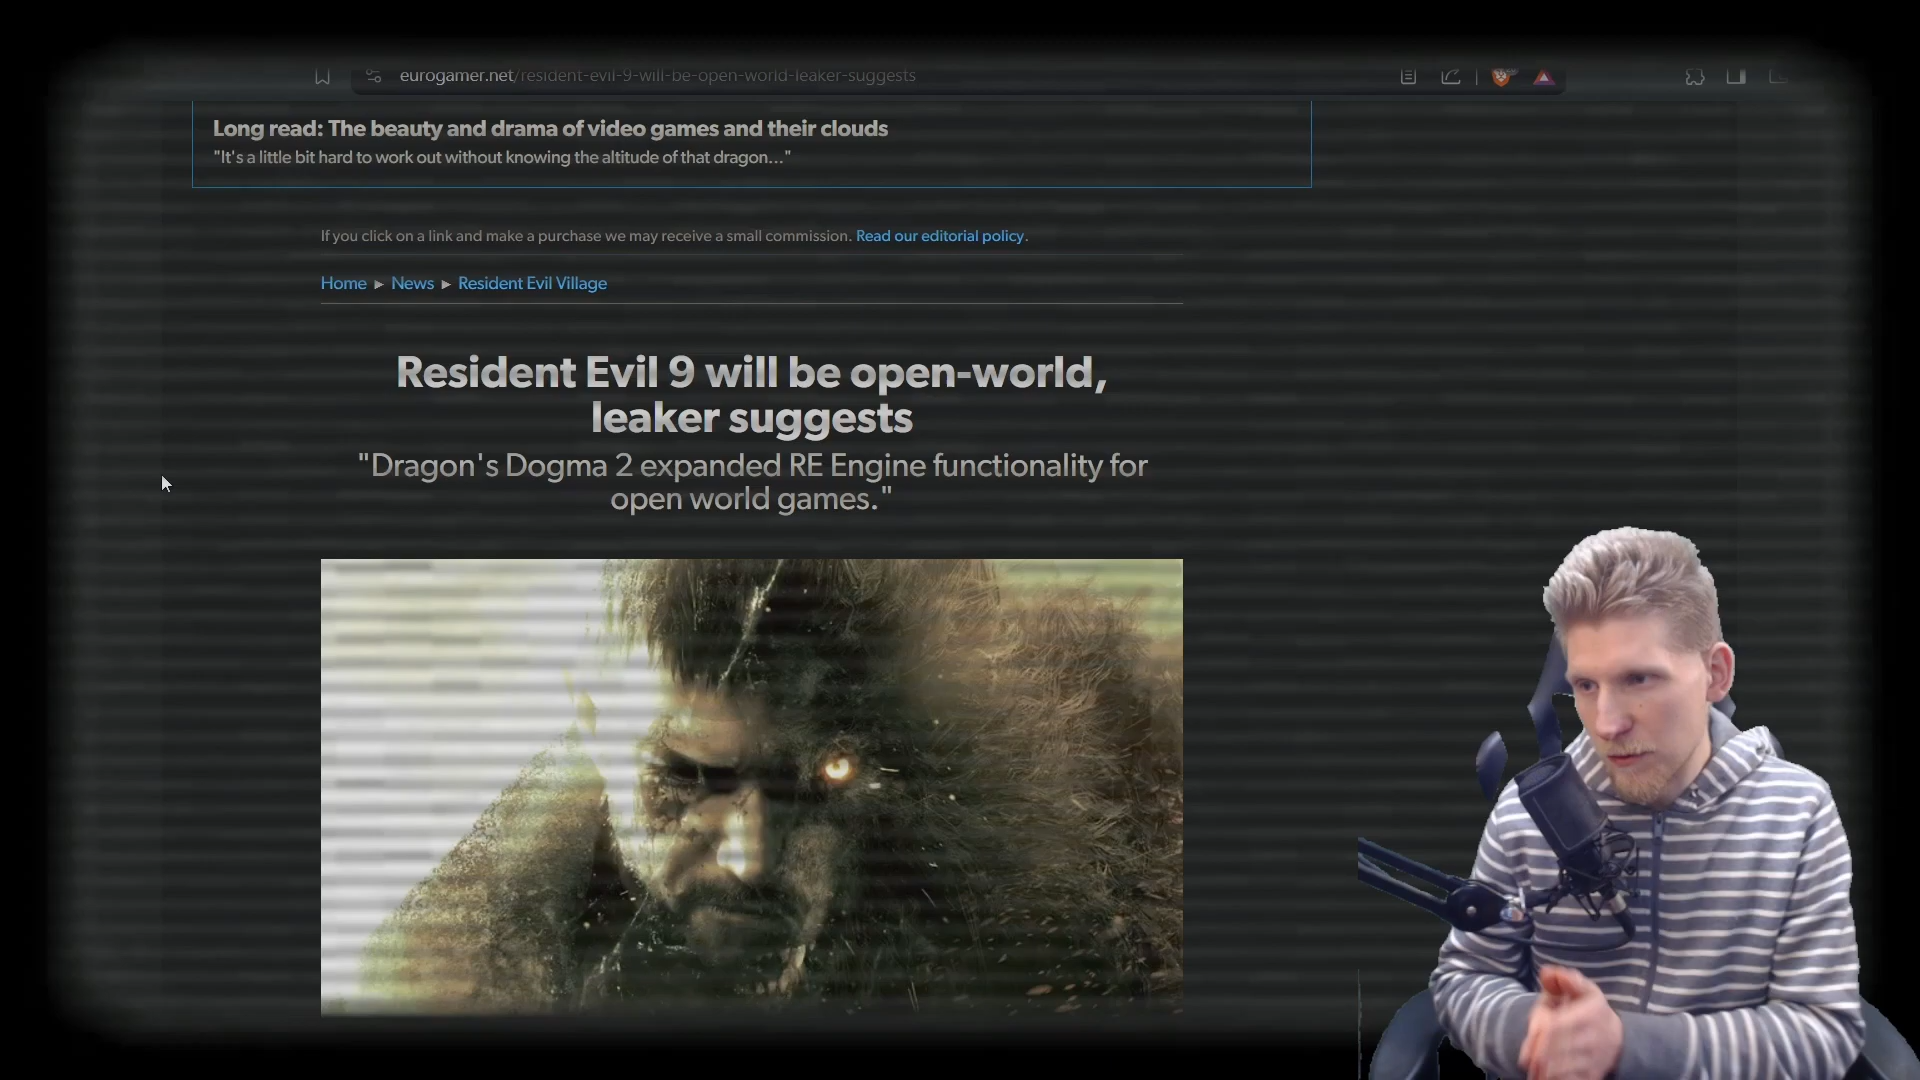 eurogamer.net/resident-evil-9-will-be-open-world-leaker-suggests
Long read: The beauty and drama of video games and their clouds
"It's a little bit hard to work out without knowing the altitude of that dragon..."
If you click on a link and make a purchase we may receive a small commission. Read our editorial policy.
Home ► News ► Resident Evil Village
Resident Evil 9 will be open-world,
leaker suggests
"Dragon's Dogma 2 expanded RE Engine functionality for
open world games."